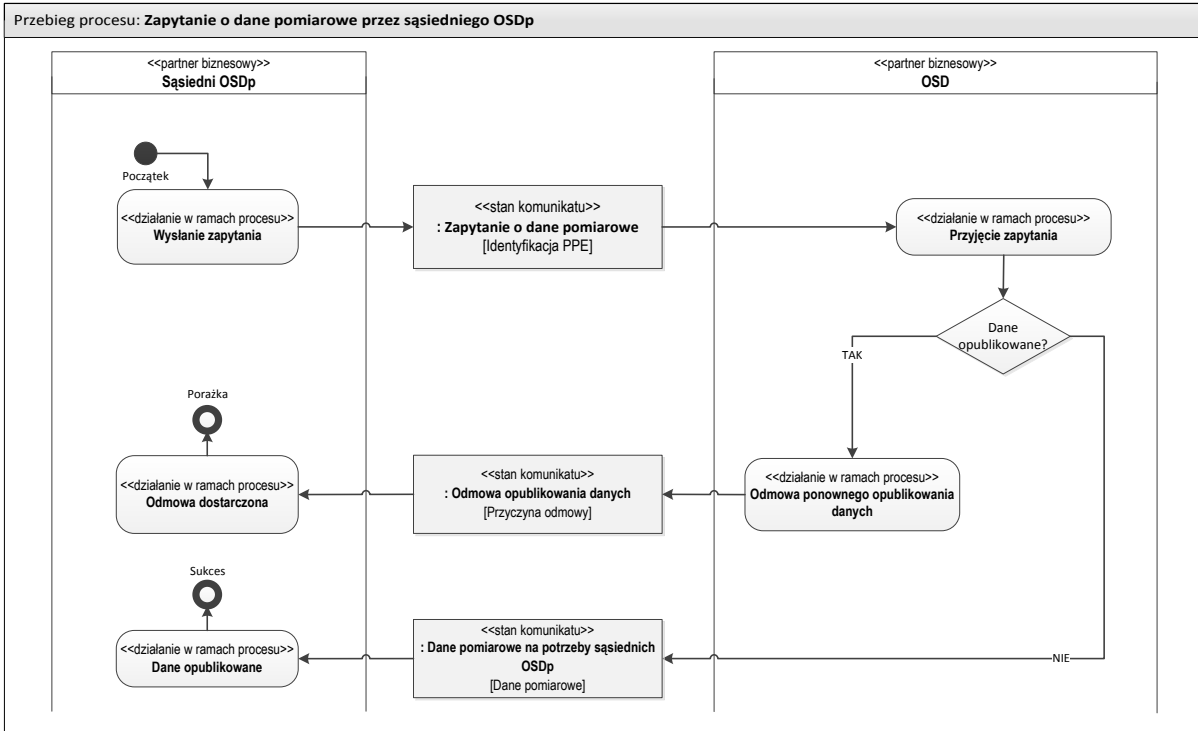 Przebieg procesu: Zapytanie o dane pomiarowe przez sąsiedniego OSDp
<<partner biznesowy>>
Sąsiedni OSDp
<<partner biznesowy>>
OSD
Początek
<<działanie w ramach procesu>>
Wysłanie zapytania
<<stan komunikatu>>
: Zapytanie o dane pomiarowe
[Identyfikacja PPE]
<<działanie w ramach procesu>>
Przyjęcie zapytania
Dane
opublikowane?
TAK
Porażka
<<działanie w ramach procesu>>
Odmowa dostarczona
<<stan komunikatu>>
: Odmowa opublikowania danych
[Przyczyna odmowy]
<<działanie w ramach procesu>>
Odmowa ponownego opublikowania
danych
Sukces
<<działanie w ramach procesu>>
Dane opublikowane
<<stan komunikatu>>
: Dane pomiarowe na potrzeby sąsiednich
OSDp
[Dane pomiarowe]
NIE